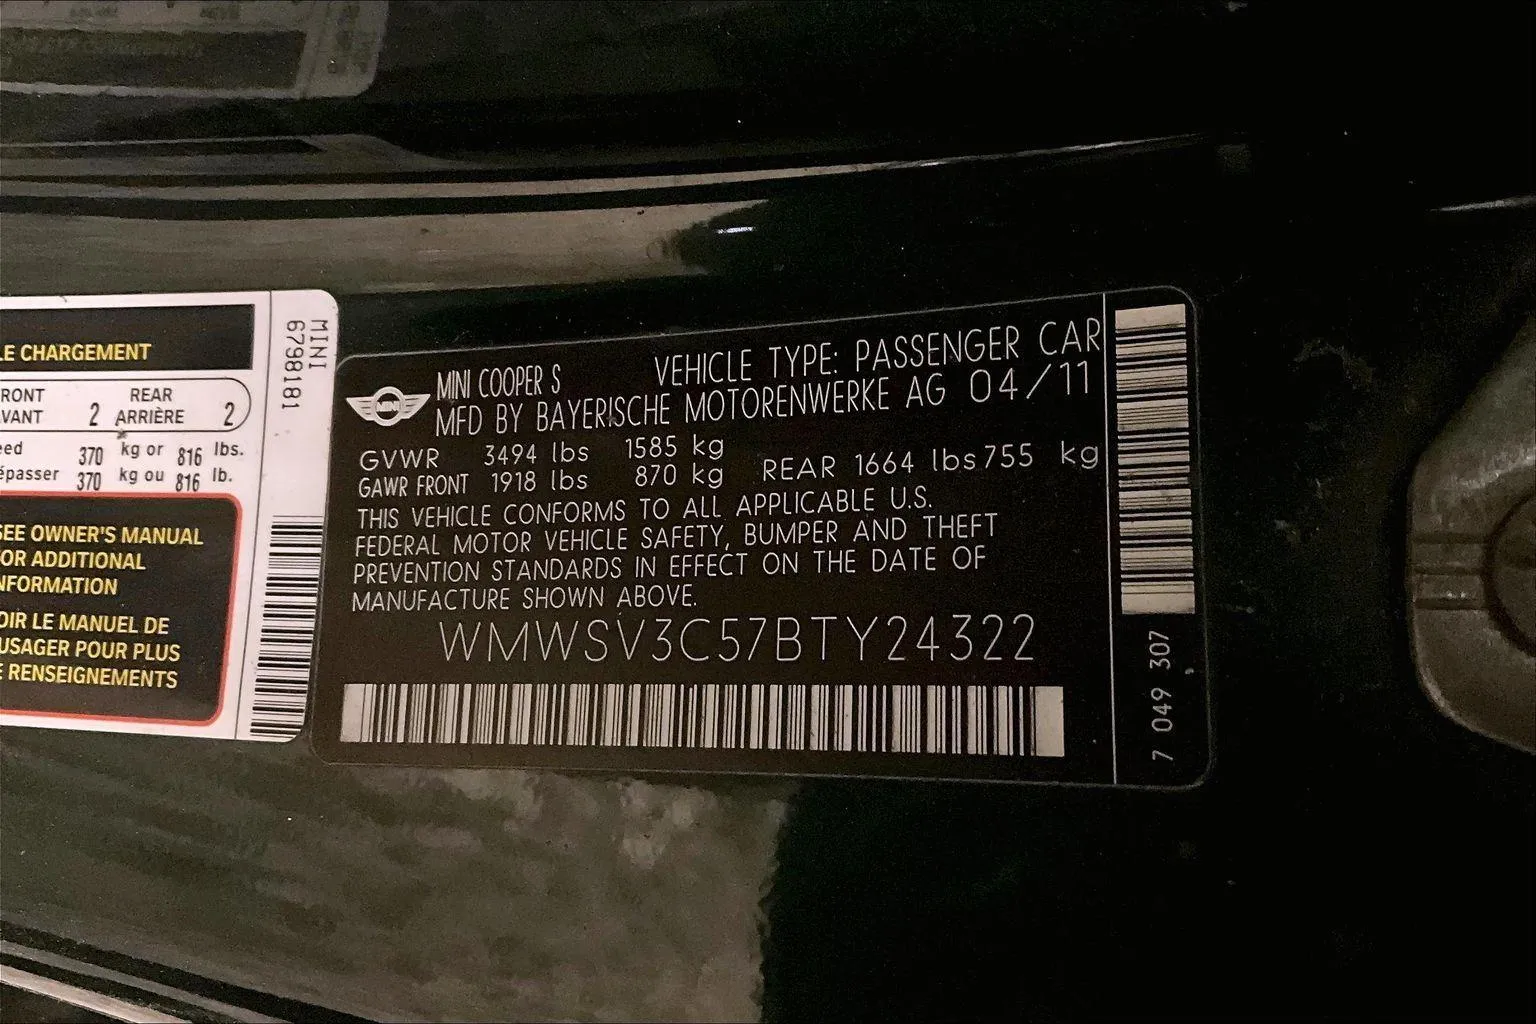 LE CHARGEMENT
RONT REAR
VANT 2 ARRIÈRE 2
eed 370 kg or 816 lbs.
épasser 370 kg ou 816 lb.
SEE OWNER'S MANUAL
FOR ADDITIONAL
NFORMATION
OIR LE MANUEL DE
USAGER POUR PLUS
E RENSEIGNEMENTS
MINI
6798181
MINI
MINI COOPER S VEHICLE TYPE: PASSENGER CAR
MFD BY BAYERISCHE MOTORENWERKE AG 04/11
GVWR 3494 lbs 1585 kg
GAWR FRONT 1918 lbs 870 kg REAR 1664 lbs 755 kg
THIS VEHICLE CONFORMS TO ALL APPLICABLE U.S.
FEDERAL MOTOR VEHICLE SAFETY, BUMPER AND THEFT
PREVENTION STANDARDS IN EFFECT ON THE DATE OF
MANUFACTURE SHOWN ABOVE.
WMWSV3C57BTY24322
7 049 307